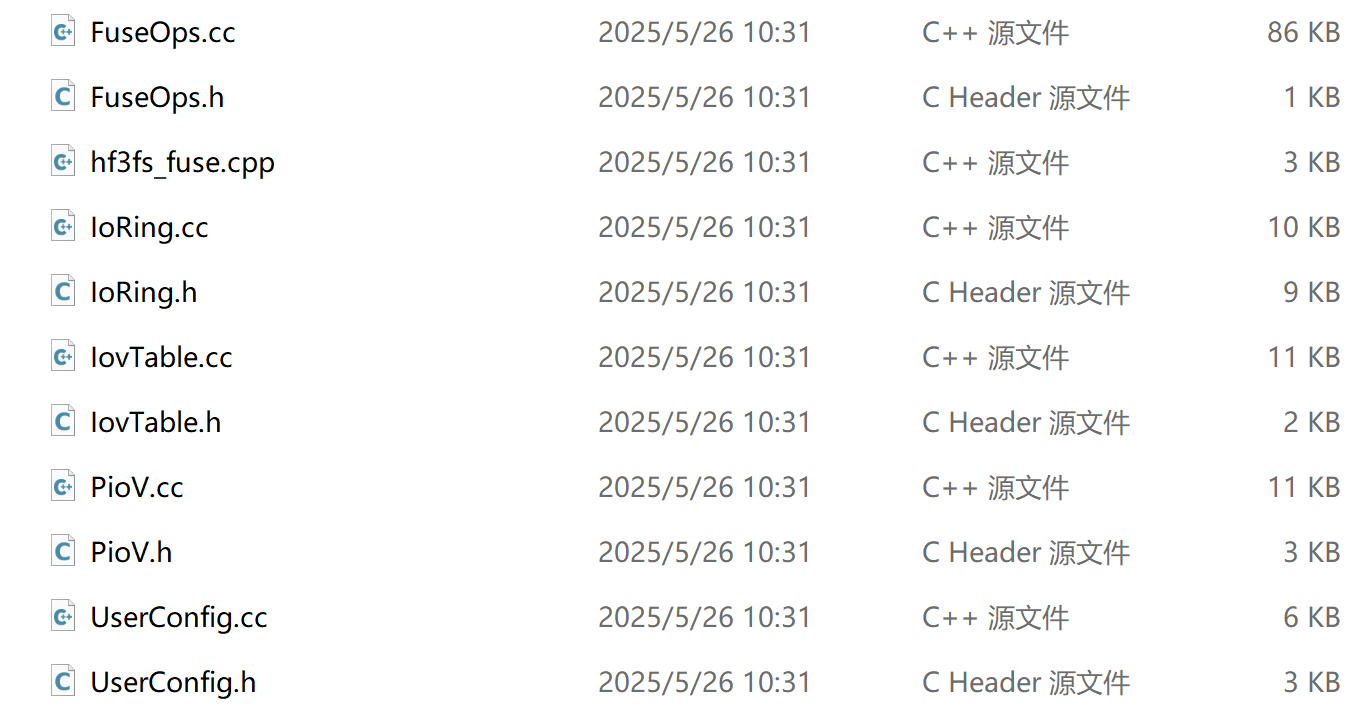 FuseOps.cc 2025/5/26 10:31 C++ 源文件 86 KB
FuseOps.h 2025/5/26 10:31 C Header 源文件 1 KB
hf3fs_fuse.cpp 2025/5/26 10:31 C++ 源文件 3 KB
IoRing.cc 2025/5/26 10:31 C++ 源文件 10 KB
IoRing.h 2025/5/26 10:31 C Header 源文件 9 KB
IovTable.cc 2025/5/26 10:31 C++ 源文件 11 KB
IovTable.h 2025/5/26 10:31 C Header 源文件 2 KB
PioV.cc 2025/5/26 10:31 C++ 源文件 11 KB
PioV.h 2025/5/26 10:31 C Header 源文件 3 KB
UserConfig.cc 2025/5/26 10:31 C++ 源文件 6 KB
UserConfig.h 2025/5/26 10:31 C Header 源文件 3 KB